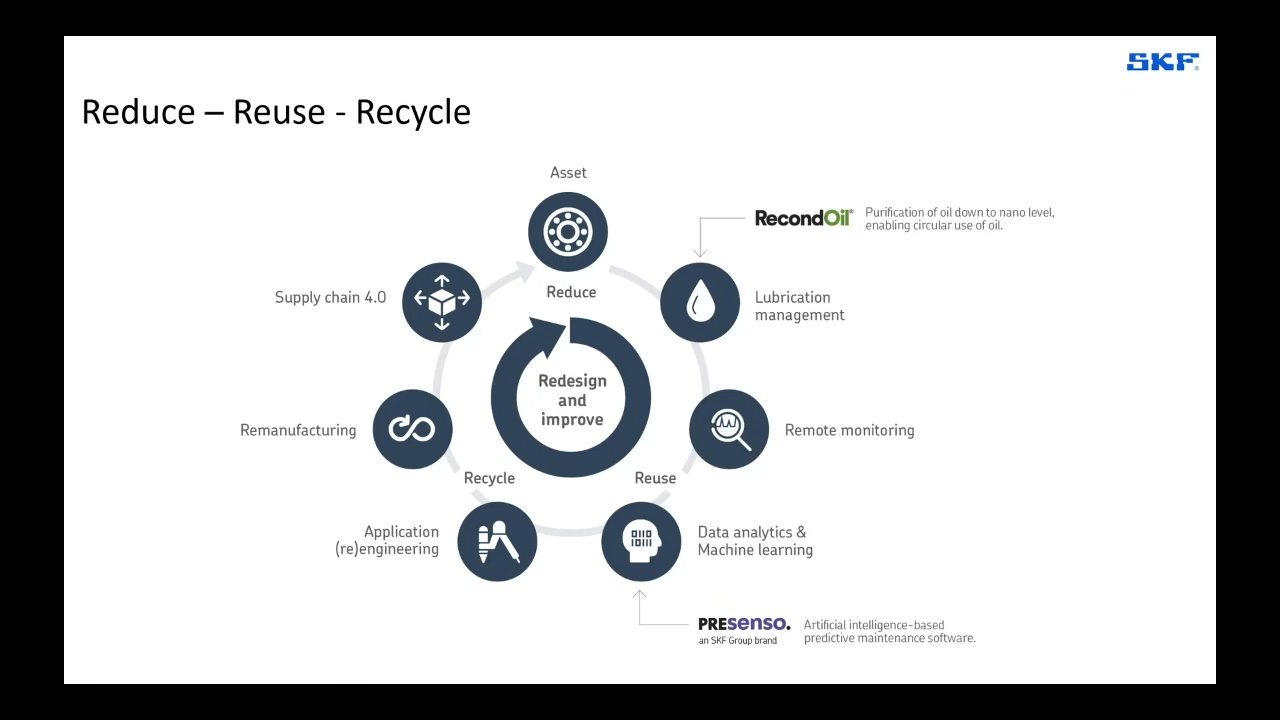 SKF
Reduce – Reuse - Recycle
Asset
RecondOil®
Purification of oil down to nano level,
enabling circular use of oil.
Supply chain 4.0
Reduce
Lubrication
management
Redesign
and
improve
Remanufacturing
Remote monitoring
Recycle
Reuse
Application
(re)engineering
Data analytics &
Machine learning
PREsenso.
an SKF Group brand
Artificial intelligence-based
predictive maintenance software.